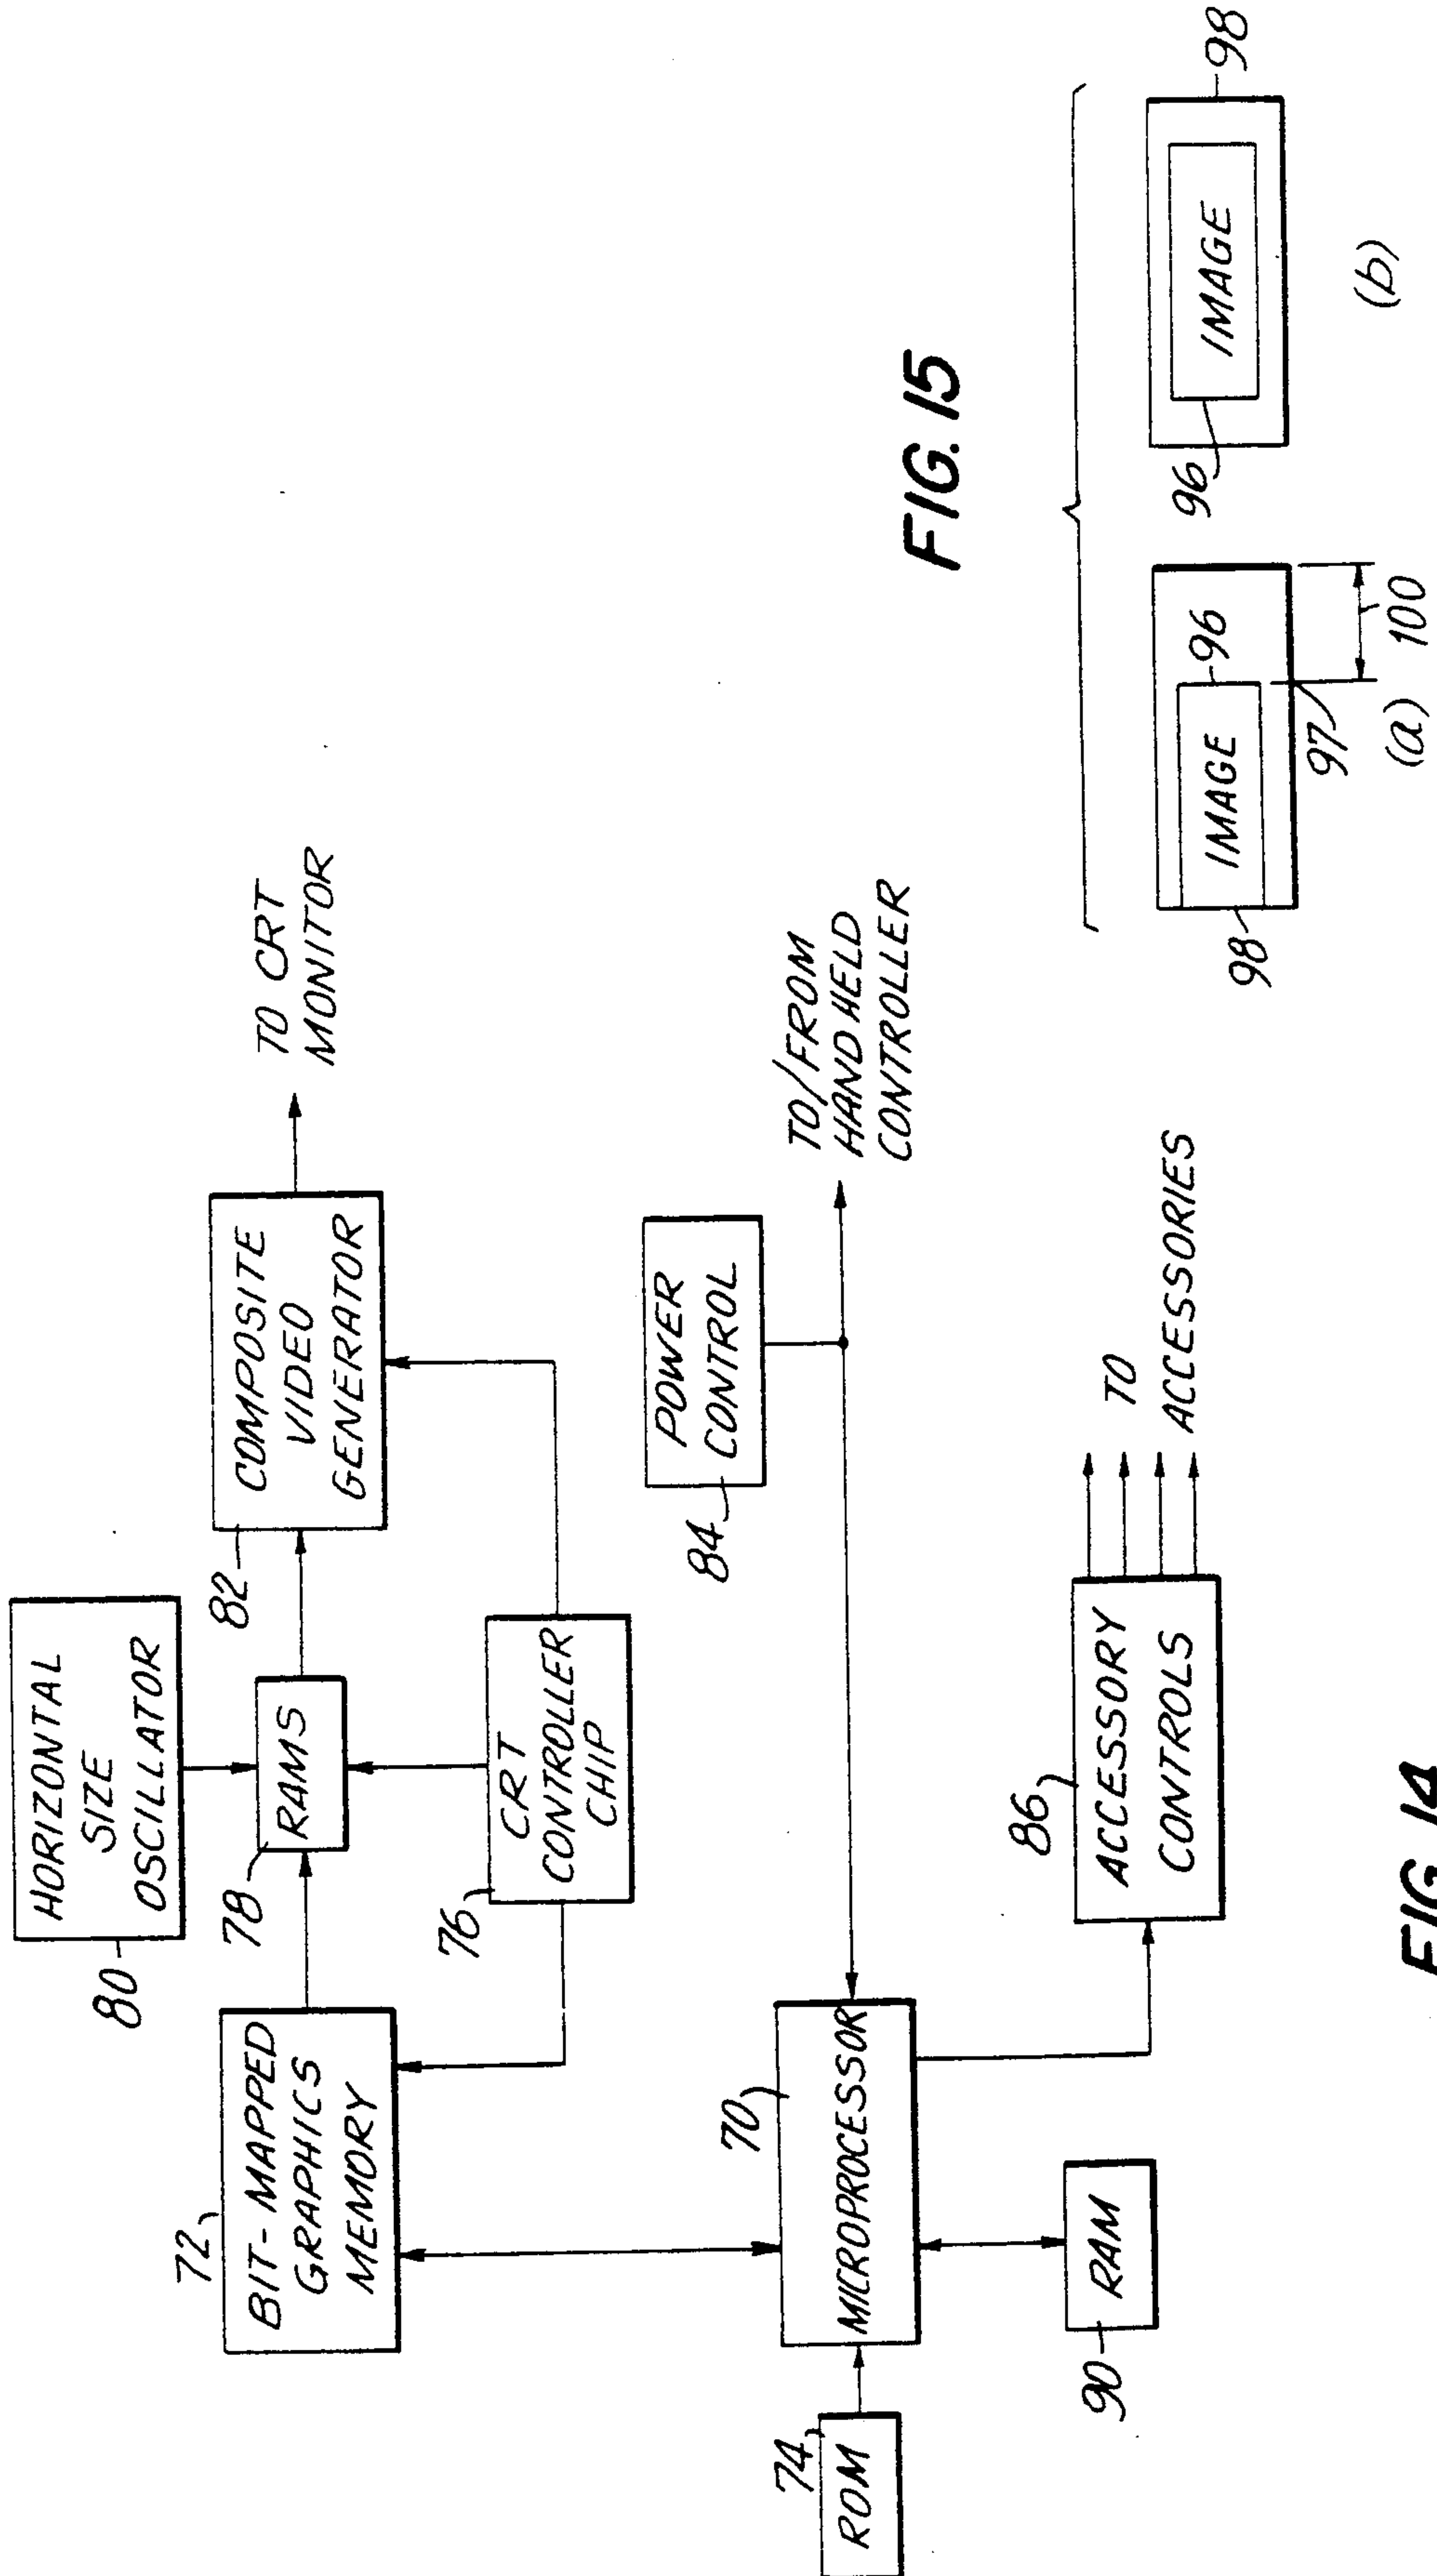 HORIZONTAL
SIZE
OSCILLATOR
80
72
BIT-MAPPED
GRAPHICS
MEMORY
78
RAMS
82
COMPOSITE
VIDEO
GENERATOR
TO CRT
MONITOR
76
CRT
CONTROLLER
CHIP
84
POWER
CONTROL
TO/FROM
HAND HELD
CONTROLLER
74
ROM
70
MICROPROCESSOR
90
RAM
86
ACCESSORY
CONTROLS
TO
ACCESSORIES
FIG. 14
FIG. 15
98
IMAGE
96
97
100
(a)
96
IMAGE
98
(b)